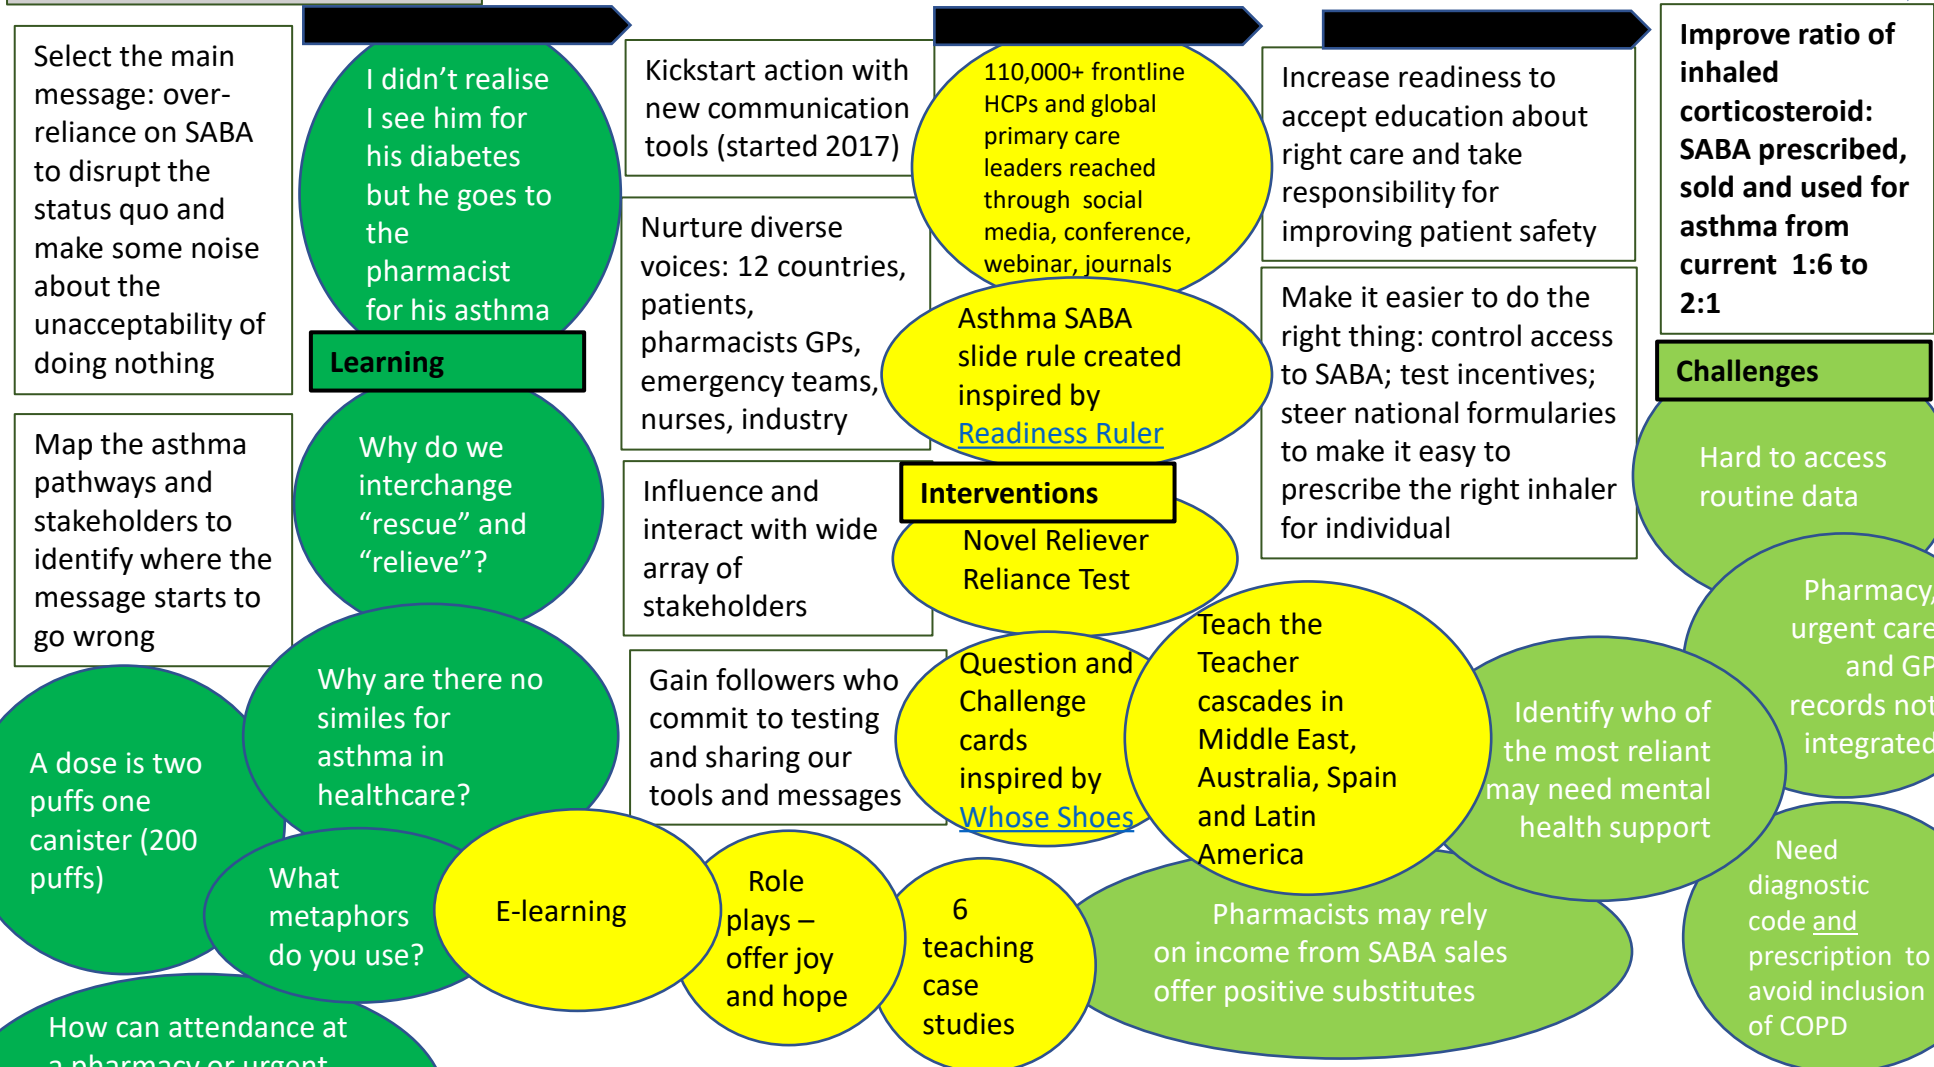 Select the main
message: over-
reliance on SABA
to disrupt the
status quo and
make some noise
about the
unacceptability of
doing nothing
Map the asthma
pathways and
stakeholders to
identify where the
message starts to
go wrong
I didn’t realise
I see him for
his diabetes
but he goes to
the
pharmacist
for his asthma
Learning
Why do we
interchange
“rescue” and
“relieve”?
Why are there no
similes for
asthma in
healthcare?
A dose is two
puffs one
canister (200
puffs)
What
metaphors
do you use?
How can attendance at
a pharmacy or urgent
Kickstart action with
new communication
tools (started 2017)
Nurture diverse
voices: 12 countries,
patients,
pharmacists GPs,
emergency teams,
nurses, industry
Influence and
interact with wide
array of
stakeholders
Gain followers who
commit to testing
and sharing our
tools and messages
110,000+ frontline
HCPs and global
primary care
leaders reached
through social
media, conference,
webinar, journals
Asthma SABA
slide rule created
inspired by
Readiness Ruler
Interventions
Novel Reliever
Reliance Test
Question and
Challenge
cards
inspired by
Whose Shoes
Teach the
Teacher
cascades in
Middle East,
Australia, Spain
and Latin
America
E-learning
Role
plays –
offer joy
and hope
6
teaching
case
studies
Increase readiness to
accept education about
right care and take
responsibility for
improving patient safety
Make it easier to do the
right thing: control access
to SABA; test incentives;
steer national formularies
to make it easy to
prescribe the right inhaler
for individual
Improve ratio of
inhaled
corticosteroid:
SABA prescribed,
sold and used for
asthma from
current 1:6 to
2:1
Challenges
Hard to access
routine data
Pharmacy,
urgent care
and GP
records not
integrated
Identify who of
the most reliant
may need mental
health support
Need
diagnostic
code and
prescription to
avoid inclusion
of COPD
Pharmacists may rely
on income from SABA sales
offer positive substitutes